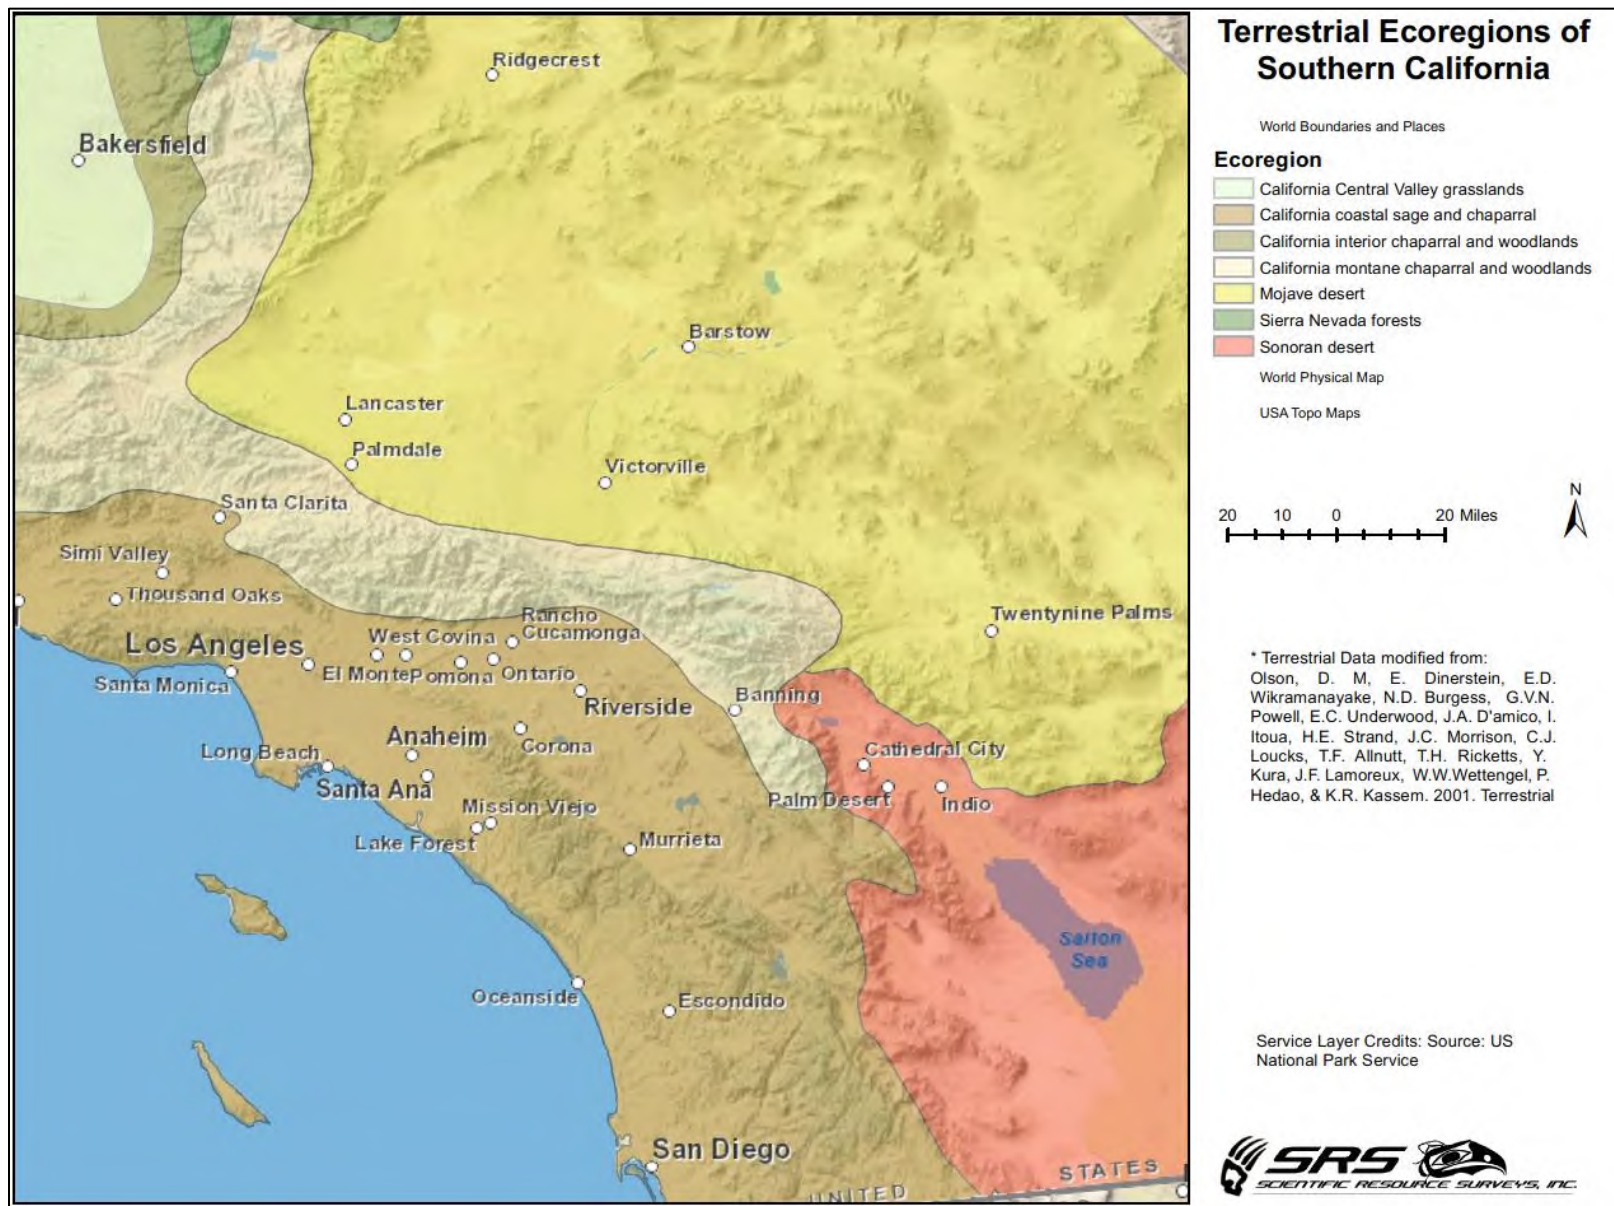 Terrestrial Ecoregions of
Southern California
World Boundaries and Places
Ecoregion
California Central Valley grasslands
California coastal sage and chaparral
California interior chaparral and woodlands
California montane chaparral and woodlands
Mojave desert
Sierra Nevada forests
Sonoran desert
World Physical Map
USA Topo Maps
N
20 10 0 20 Miles
* Terrestrial Data modified from:
Olson, D. M, E. Dinerstein, E.D.
Wikramanayake, N.D. Burgess, G.V.N.
Powell, E.C. Underwood, J.A. D'amico, I.
Itoua, H.E. Strand, J.C. Morrison, C.J.
Loucks, T.F. Allnutt, T.H. Ricketts, Y.
Kura, J.F. Lamoreux, W.W.Wettengel, P.
Hedao, & K.R. Kassem. 2001. Terrestrial
Service Layer Credits: Source: US
National Park Service
SRS
SCIENTIFIC RESOURCE SURVEYS, INC.
Ridgecrest
Bakersfield
Barstow
Lancaster
Palmdale
Victorville
Santa Clarita
Simi Valley
Thousand Oaks
Twentynine Palms
Rancho
Cucamonga
West Covina
Los Angeles
El Monte
Pomona
Ontario
Santa Monica
Banning
Riverside
Anaheim
Corona
Long Beach
Cathedral City
Santa Ana
Mission Viejo
Palm Desert
Indio
Lake Forest
Murrieta
Salton
Sea
Oceanside
Escondido
San Diego
UNITED STATES